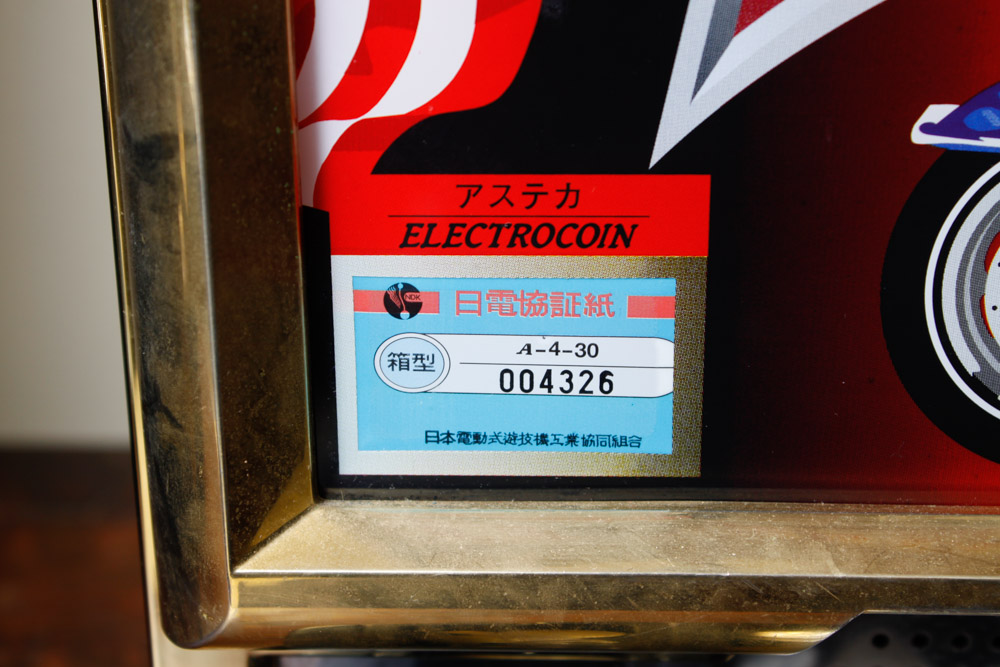 アステカ
ELECTROCOIN
NDK 日電協証紙
箱型
A-4-30
004326
日本電動式遊技機工業協同組合